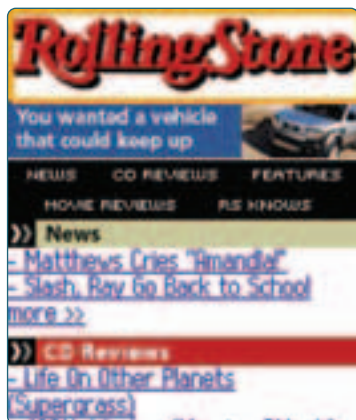 RollingStone
You wanted a vehicle
that could keep up
NEWS CD REVIEWS FEATURES
MOVIE REVIEWS RS KNOWS
>> News
- Matthews Cries "Amandla!"
- Slash, Ray Go Back to School
more >>
>> CD Reviews
- Life On Other Planets
(Supergrass)